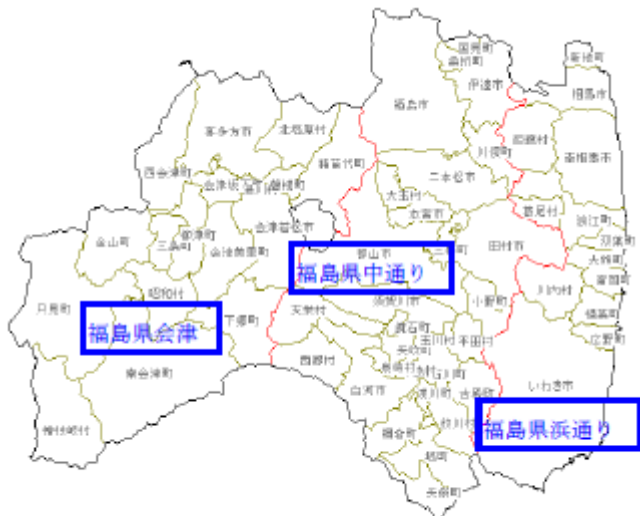 国見町
桑折町
新地町
伊達市
相馬市
福島市
喜多方市
北塩原村
飯舘村
川俣町
南相馬市
猪苗代町
西会津町
二本松市
磐梯町
大玉村
本宮市
葛尾村
浪江町
会津若松市
双葉町
金山町
三島町
柳津町
会津美里町
郡山市
田村市
大熊町
富岡町
福島県中通り
川内村
昭和村
只見町
須賀川市
小野町
楢葉町
天栄村
下郷町
広野町
福島県会津
鏡石町
玉川村
平田村
矢吹町
西郷村
南会津町
石川町
いわき市
白河市
古殿町
浅川町
檜枝岐村
棚倉町
鮫川村
福島県浜通り
塙町
矢祭町